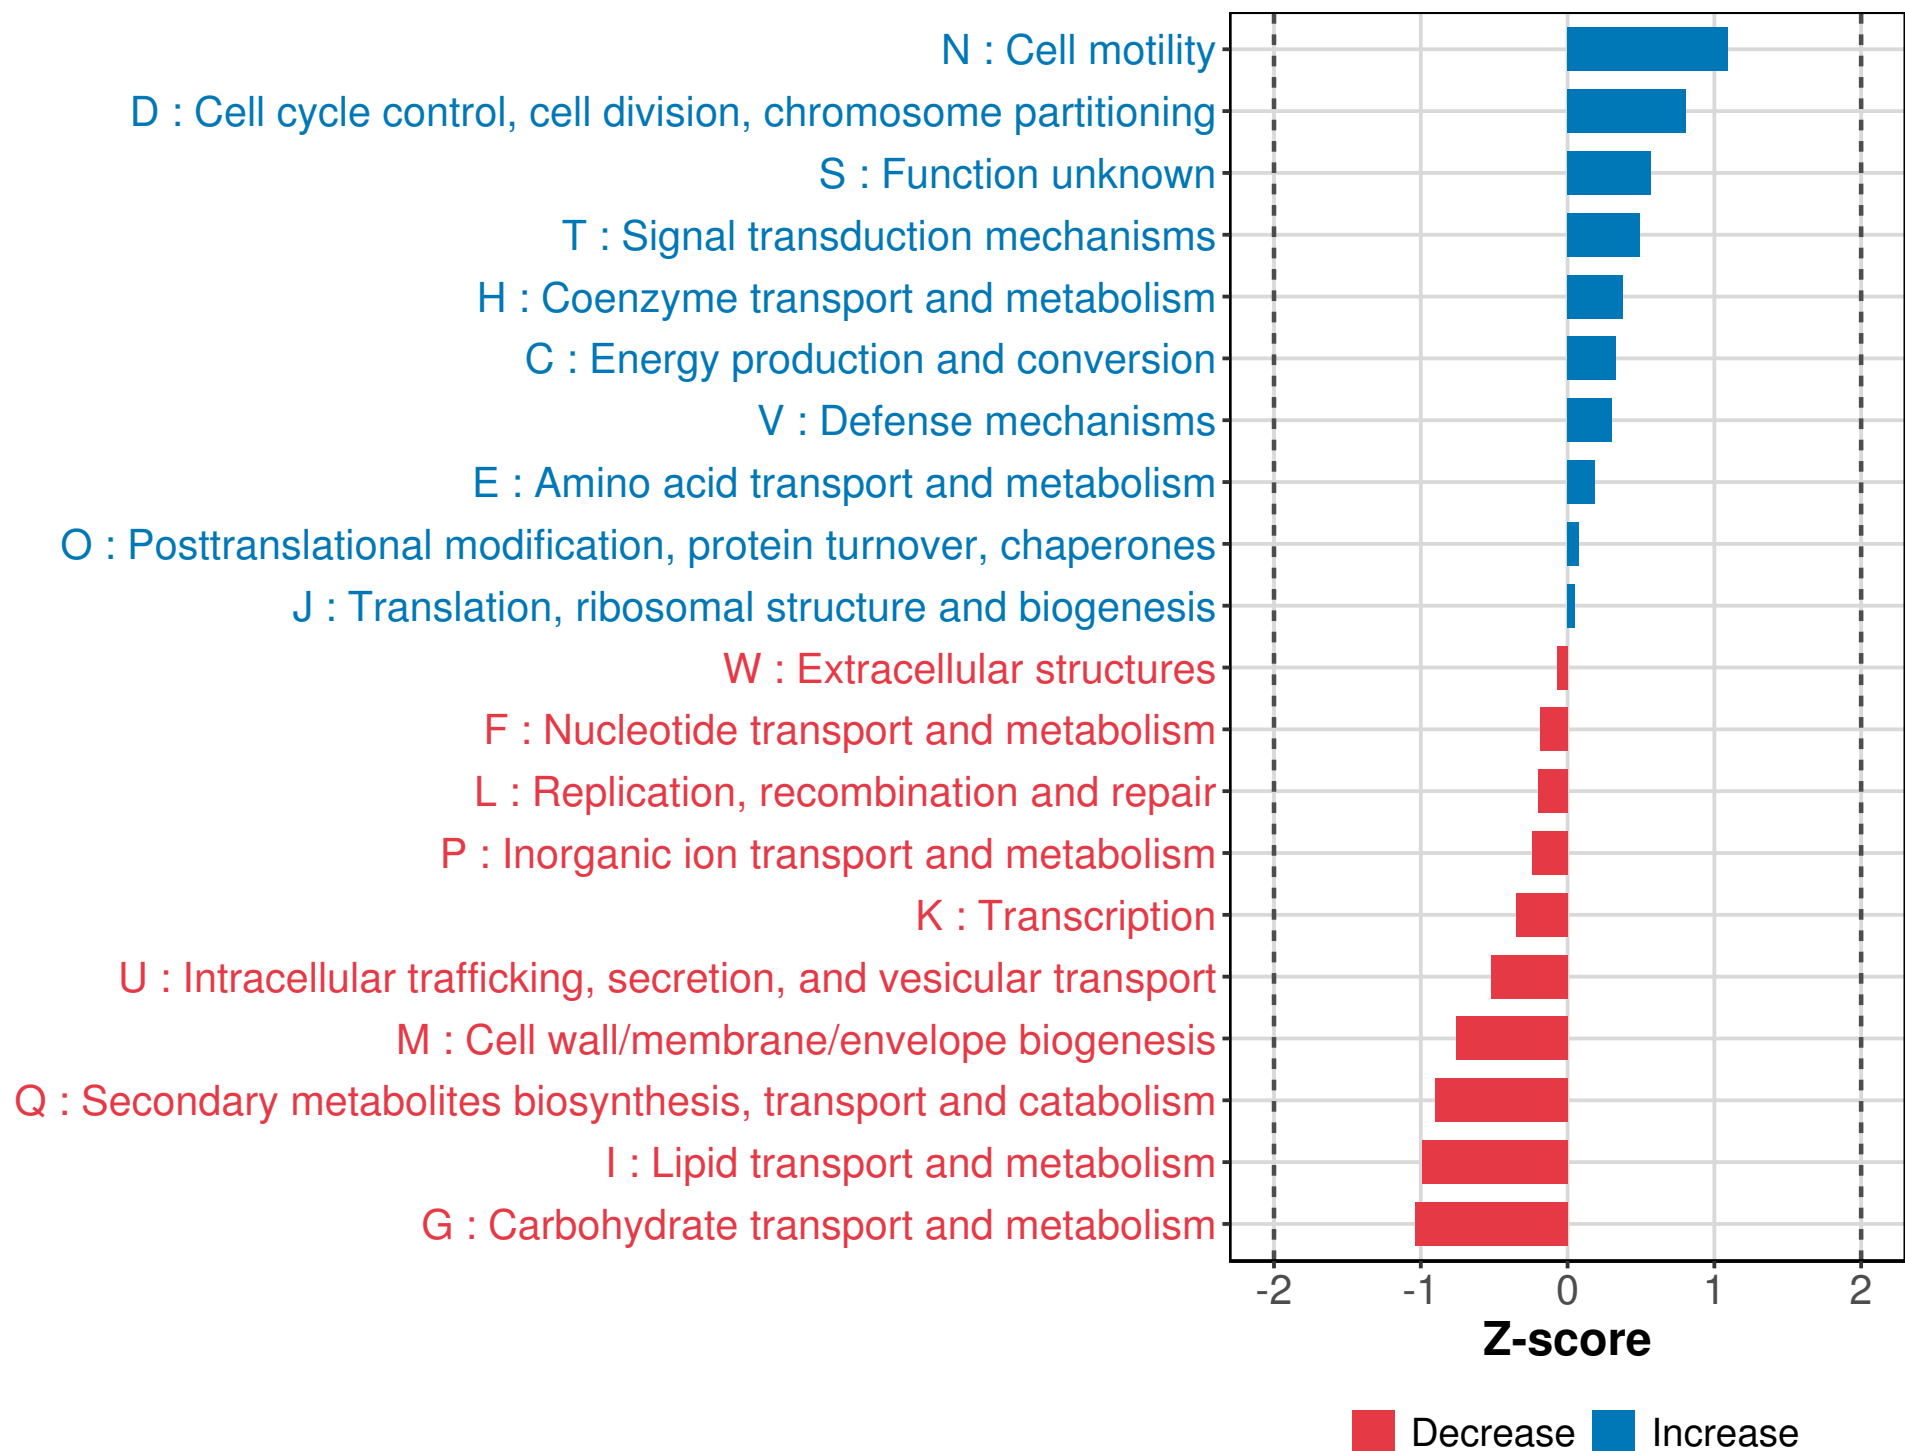 N : Cell motility
D : Cell cycle control, cell division, chromosome partitioning
S : Function unknown
T : Signal transduction mechanisms
H : Coenzyme transport and metabolism
C : Energy production and conversion
V : Defense mechanisms
E : Amino acid transport and metabolism
O : Posttranslational modification, protein turnover, chaperones
J : Translation, ribosomal structure and biogenesis
W : Extracellular structures
F : Nucleotide transport and metabolism
L : Replication, recombination and repair
P : Inorganic ion transport and metabolism
K : Transcription
U : Intracellular trafficking, secretion, and vesicular transport
M : Cell wall/membrane/envelope biogenesis
Q : Secondary metabolites biosynthesis, transport and catabolism
I : Lipid transport and metabolism
G : Carbohydrate transport and metabolism
-2 -1 0 1 2
Z-score
Decrease Increase